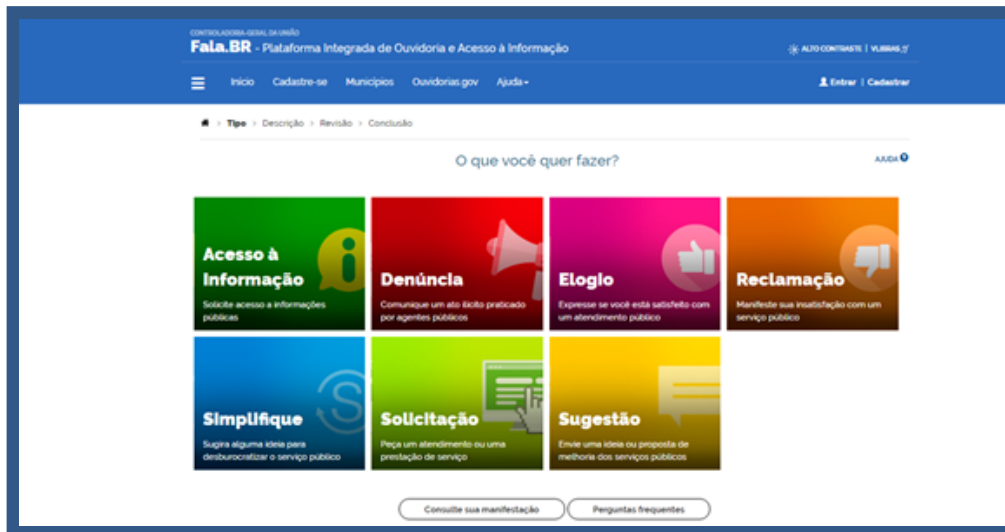 CONTROLADORIA-GERAL DA UNIÃO
Fala.BR - Plataforma Integrada de Ouvidoria e Acesso à Informação
ALTO CONTRASTE | VLIBRAS
Início Cadastre-se Municípios Ouvidorias.gov Ajuda
Entrar | Cadastrar
> Tipo > Descrição > Revisão > Conclusão
O que você quer fazer?
AJUDA
Acesso à
Informação
Solicite acesso a informações
públicas
Denúncia
Comunique um ato ilícito praticado
por agentes públicos
Elogio
Expresse se você está satisfeito com
um atendimento público
Reclamação
Manifeste sua insatisfação com um
serviço público
Simplifique
Sugira alguma ideia para
desburocratizar o serviço público
Solicitação
Peça um atendimento ou uma
prestação de serviço
Sugestão
Envie uma ideia ou proposta de
melhoria dos serviços públicos
Consulte sua manifestação
Perguntas frequentes